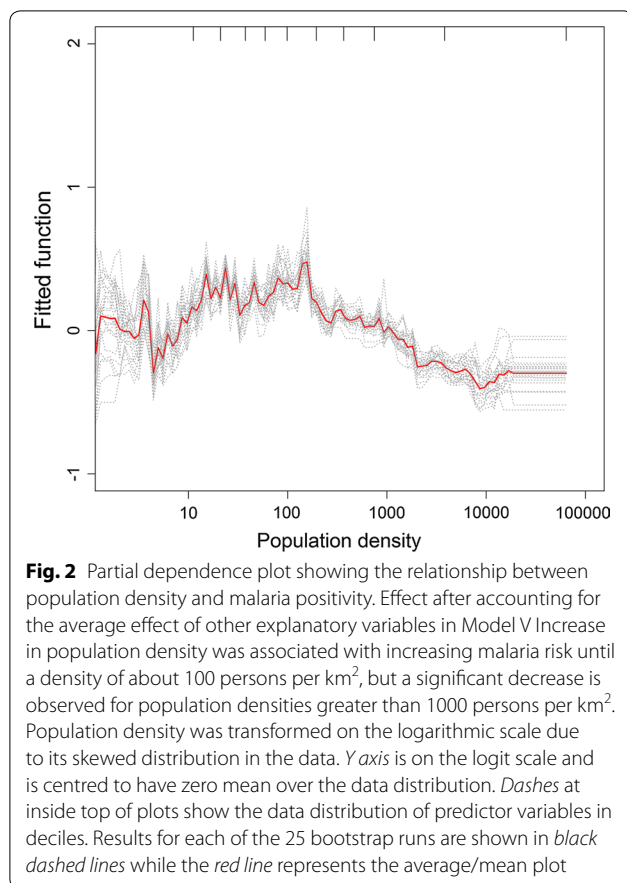 2
1
0
-1
Fitted function
10 100 1000 10000 100000
Population density
Fig. 2 Partial dependence plot showing the relationship between
population density and malaria positivity. Effect after accounting for
the average effect of other explanatory variables in Model V Increase
in population density was associated with increasing malaria risk until
a density of about 100 persons per km², but a significant decrease is
observed for population densities greater than 1000 persons per km².
Population density was transformed on the logarithmic scale due
to its skewed distribution in the data. Y axis is on the logit scale and
is centred to have zero mean over the data distribution. Dashes at
inside top of plots show the data distribution of predictor variables in
deciles. Results for each of the 25 bootstrap runs are shown in black
dashed lines while the red line represents the average/mean plot